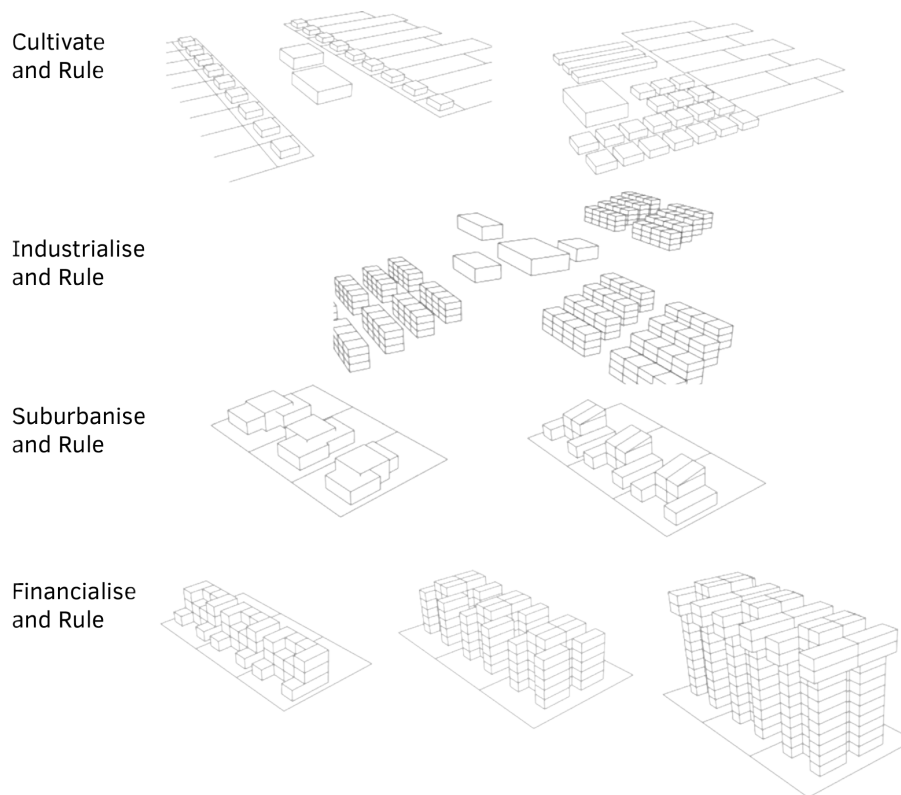 Cultivate
and Rule
Industrialise
and Rule
Suburbanise
and Rule
Financialise
and Rule